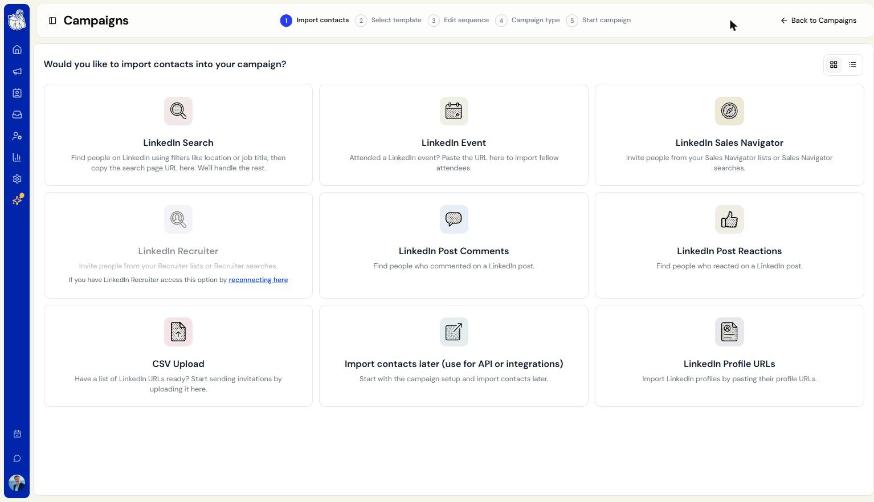 Campaigns
1 Import contacts
2 Select template
3 Edit sequence
4 Campaign type
5 Start campaign
← Back to Campaigns
Would you like to import contacts into your campaign?
LinkedIn Search
Find people on LinkedIn using filters like location or job title, then
copy the search page URL here. We'll handle the rest.
LinkedIn Event
Attended a LinkedIn event? Paste the URL here to import fellow
attendees.
LinkedIn Sales Navigator
Invite people from your Sales Navigator lists or Sales Navigator
searches.
LinkedIn Recruiter
Invite people from your Recruiter lists or Recruiter searches.
If you have LinkedIn Recruiter access this option by reconnecting here
LinkedIn Post Comments
Find people who commented on a LinkedIn post.
LinkedIn Post Reactions
Find people who reacted on a LinkedIn post.
CSV Upload
Have a list of LinkedIn URLs ready? Start sending invitations by
uploading it here.
Import contacts later (use for API or integrations)
Start with the campaign setup and import contacts later.
LinkedIn Profile URLs
Import LinkedIn profiles by pasting their profile URLs.